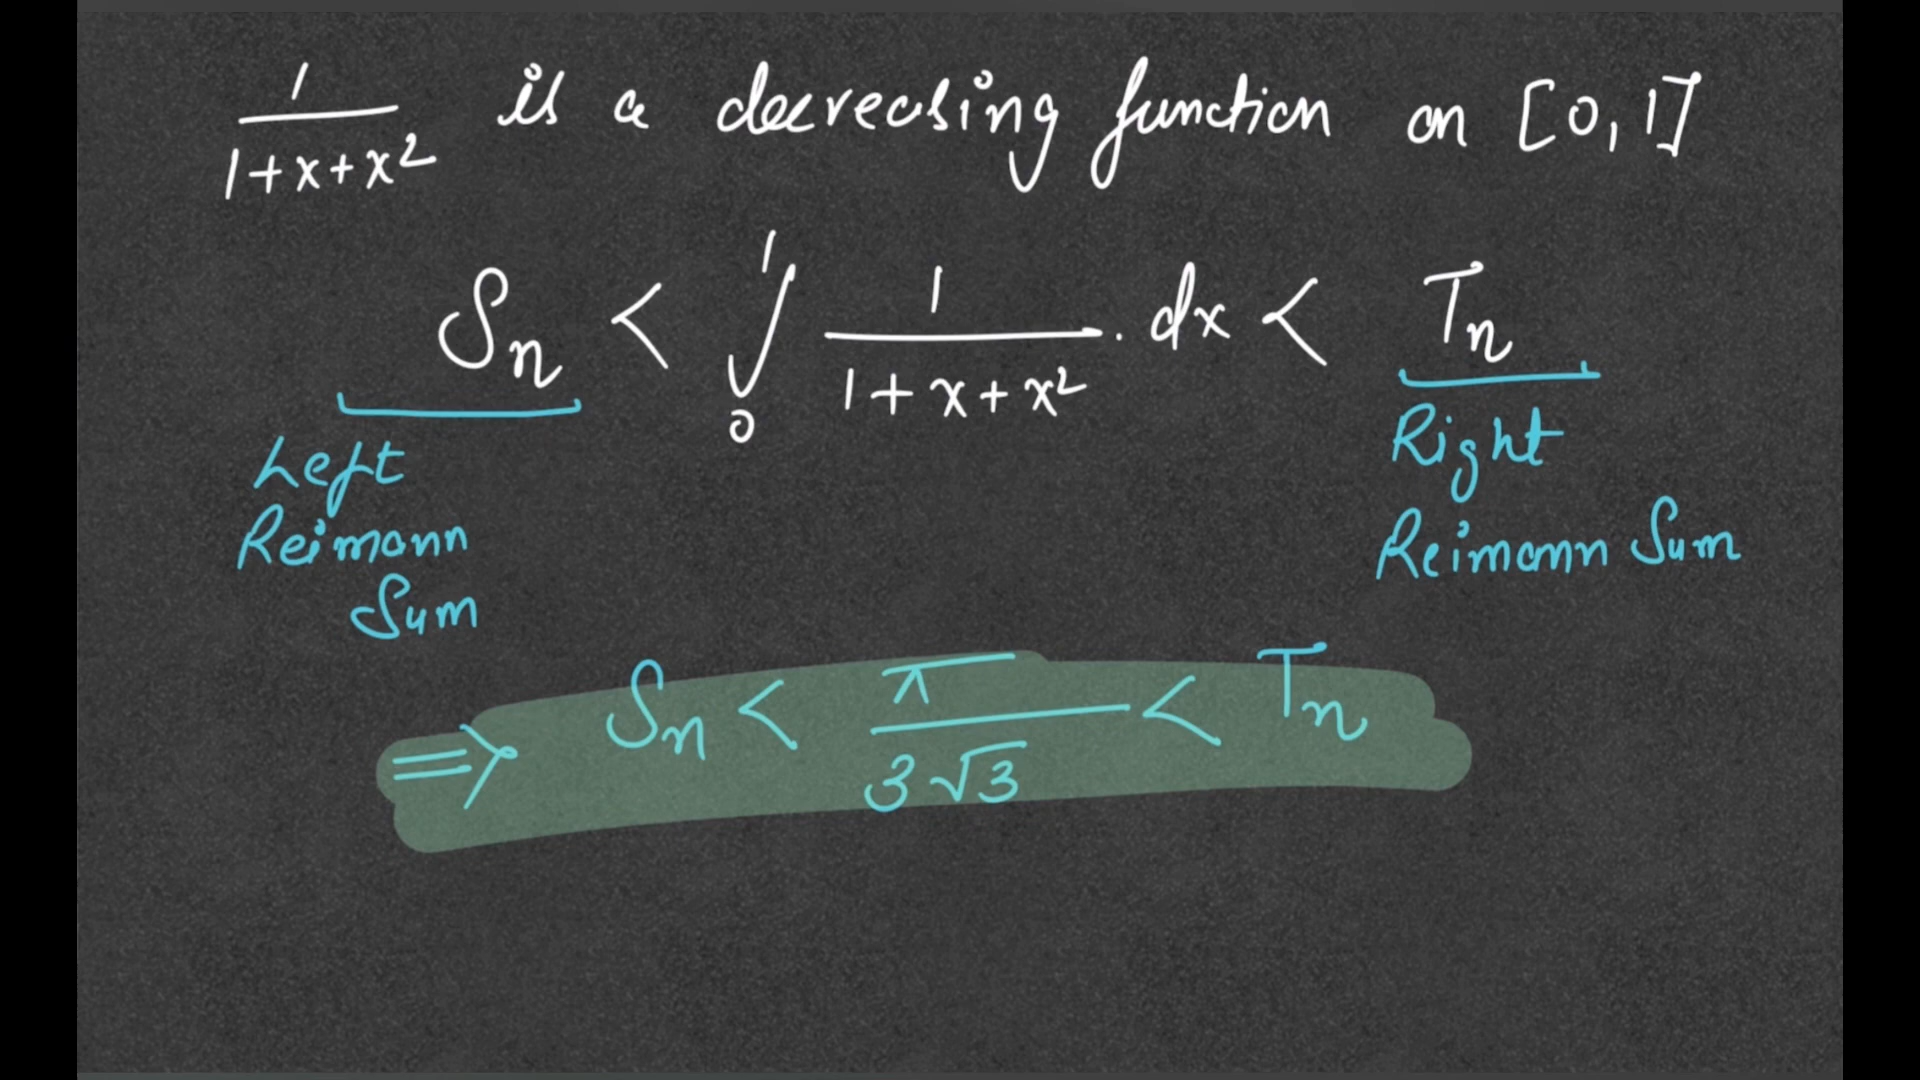 1/(1+x+x²) is a decreasing function on [0,1]
Sₙ < ∫₀¹ 1/(1+x+x²) . dx < Tₙ
Left
Reimann
Sum
Right
Reimann Sum
⇒ Sₙ < π/(3√3) < Tₙ